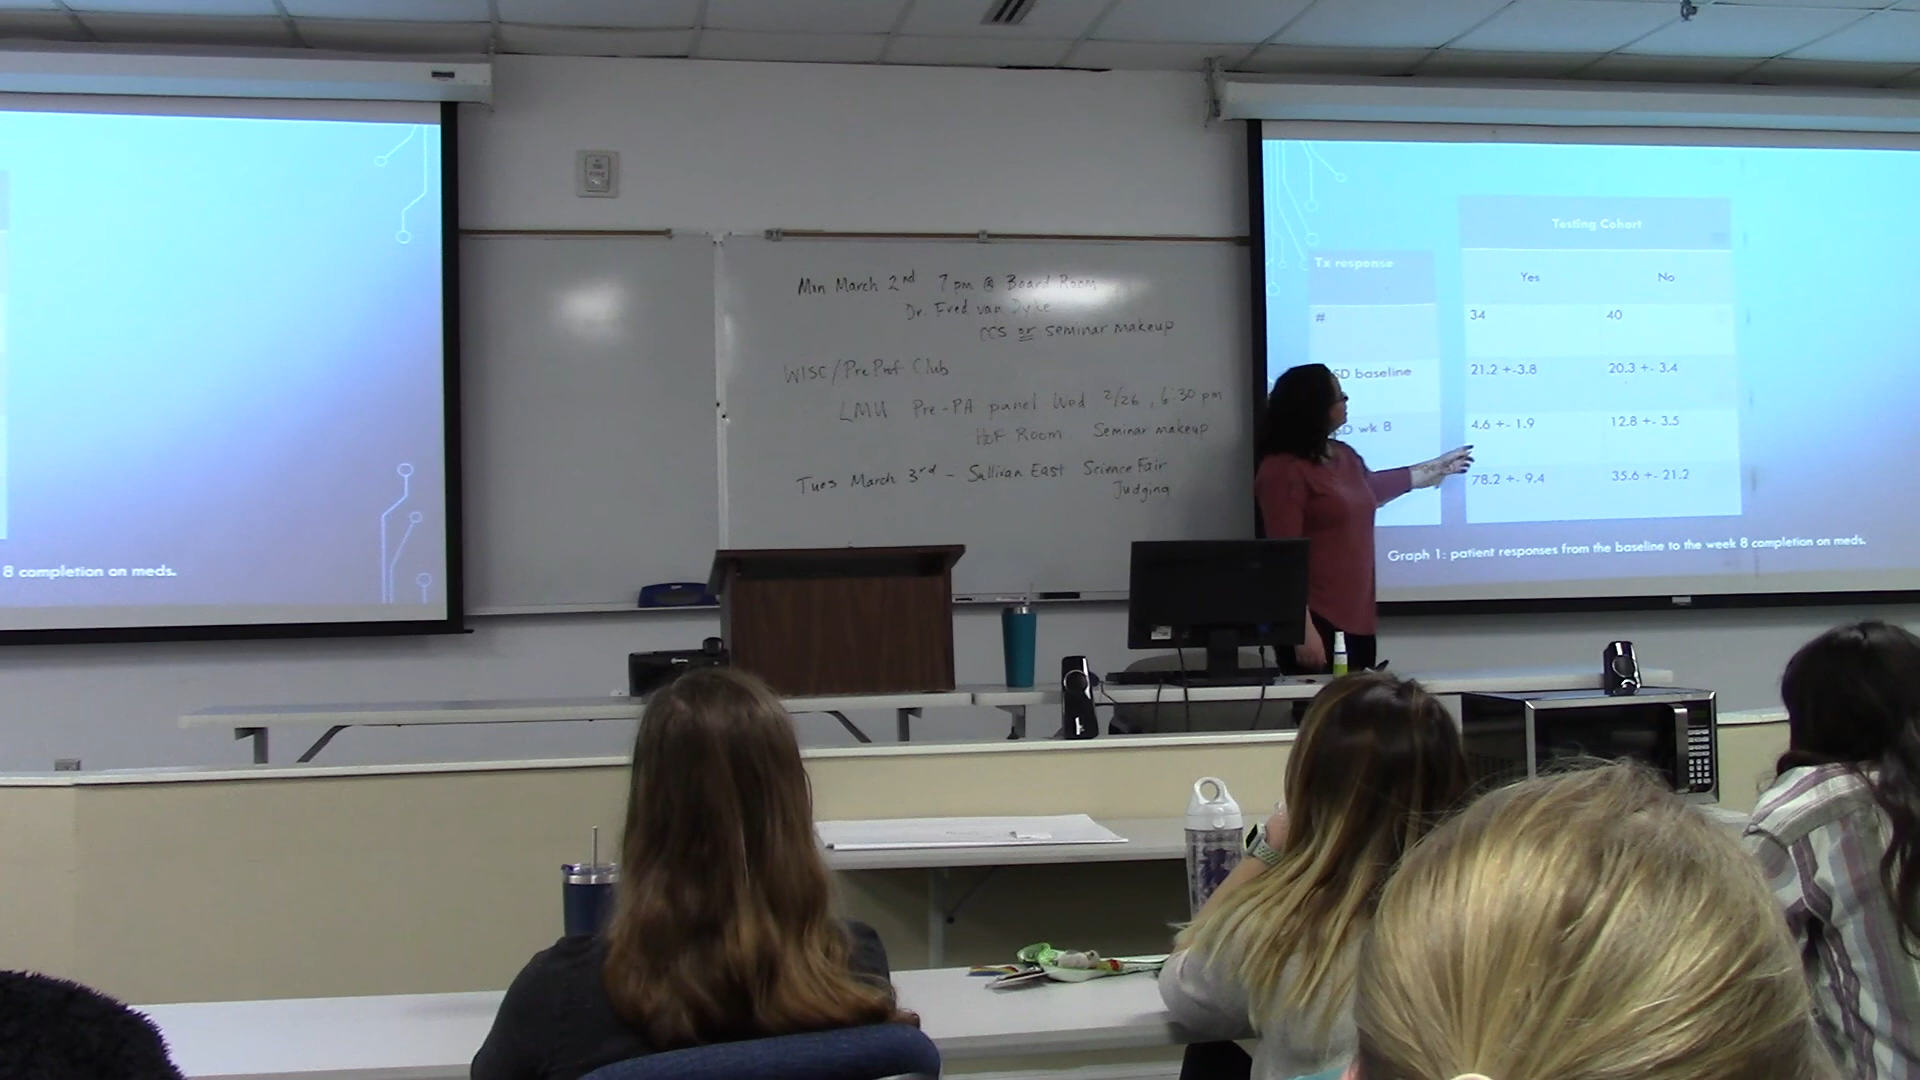 8 completion on meds.
Mon March 2nd 7 pm @ Board Room
Dr. Fred van Dyke
CCS or seminar makeup
WISC/PreProf Club
LMU Pre-PA panel Wed 2/26, 6:30 pm
HoF Room Seminar makeup
Tues March 3rd - Sullivan East Science Fair
Judging
Testing Cohort
Tx response
Yes No
# 34 40
SD baseline 21.2 +-3.8 20.3 +- 3.4
SD wk 8 4.6 +- 1.9 12.8 +- 3.5
78.2 +- 9.4 35.6 +- 21.2
Graph 1: patient responses from the baseline to the week 8 completion on meds.